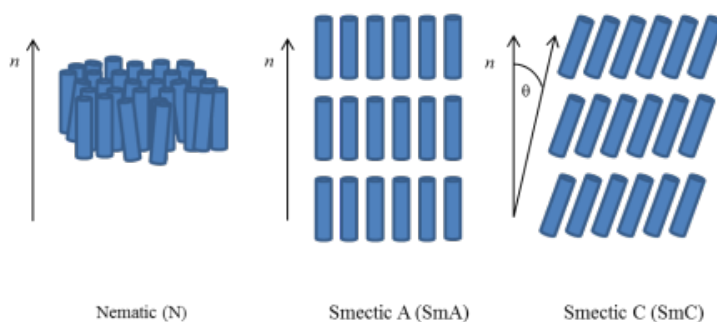 n
n
n
θ
Nematic (N)
Smectic A (SmA)
Smectic C (SmC)